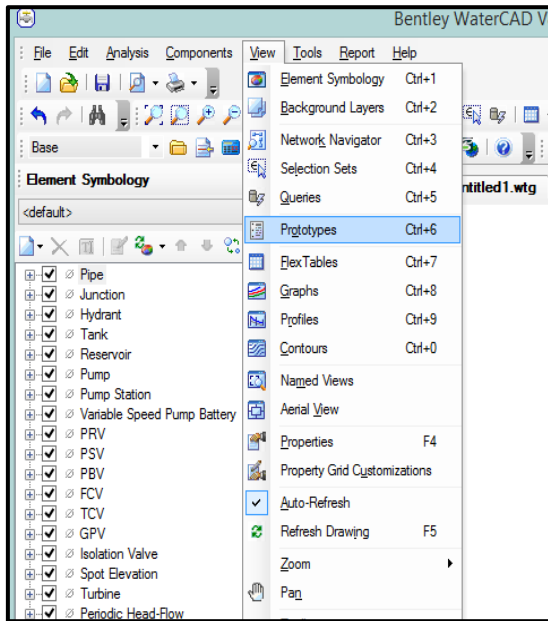 Bentley WaterCAD V
File Edit Analysis Components View Tools Report Help
Base
Element Symbology
<default>
Pipe
Junction
Hydrant
Tank
Reservoir
Pump
Pump Station
Variable Speed Pump Battery
PRV
PSV
PBV
FCV
TCV
GPV
Isolation Valve
Spot Elevation
Turbine
Periodic Head-Flow
Element Symbology Ctrl+1
Background Layers Ctrl+2
Network Navigator Ctrl+3
Selection Sets Ctrl+4
Queries Ctrl+5
Prototypes Ctrl+6
FlexTables Ctrl+7
Graphs Ctrl+8
Profiles Ctrl+9
Contours Ctrl+0
Named Views
Aerial View
Properties F4
Property Grid Customizations
Auto-Refresh
Refresh Drawing F5
Zoom
Pan
ntitled1.wtg